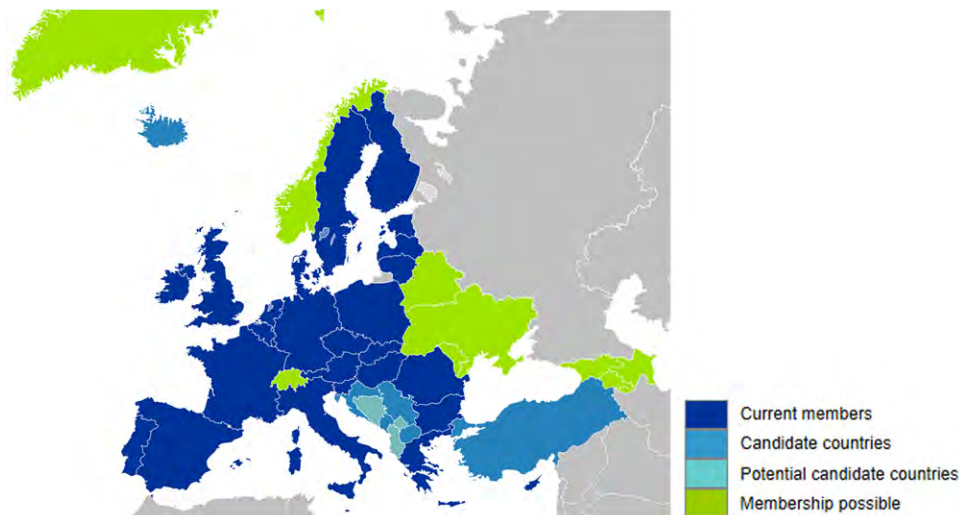 Current members
Candidate countries
Potential candidate countries
Membership possible